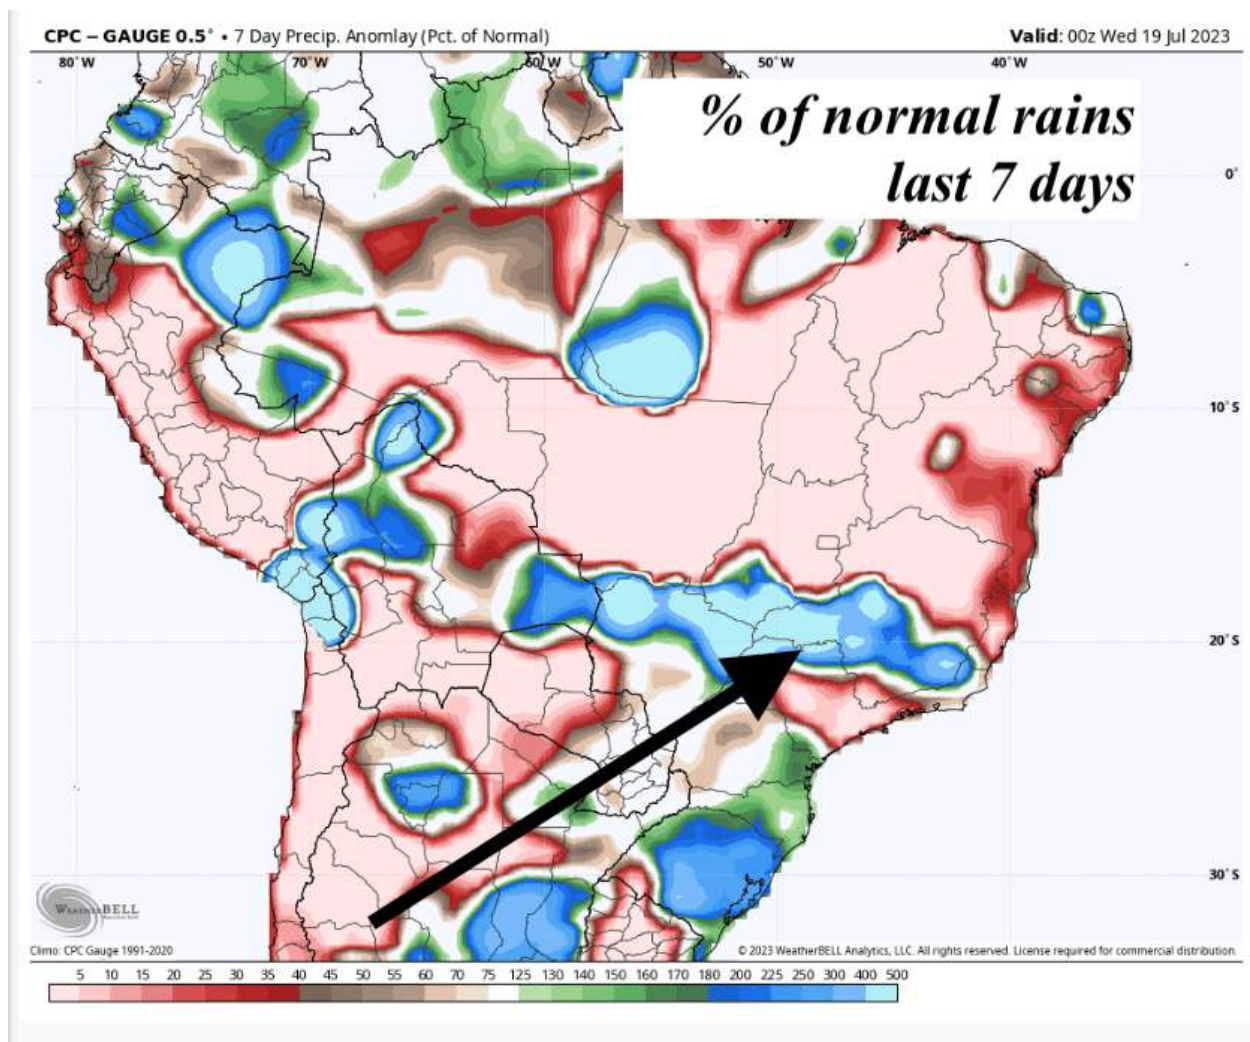 CPC – GAUGE 0.5° • 7 Day Precip. Anomlay (Pct. of Normal)
Valid: 00z Wed 19 Jul 2023
80°W 70°W 60°W 50°W 40°W
% of normal rains
last 7 days
0°
10°S
20°S
30°S
WEATHERBELL
Climo: CPC Gauge 1991-2020
© 2023 WeatherBELL Analytics, LLC. All rights reserved. License required for commercial distribution.
5 10 15 20 25 30 35 40 45 50 55 60 70 75 125 130 140 150 160 170 180 200 225 250 300 400 500